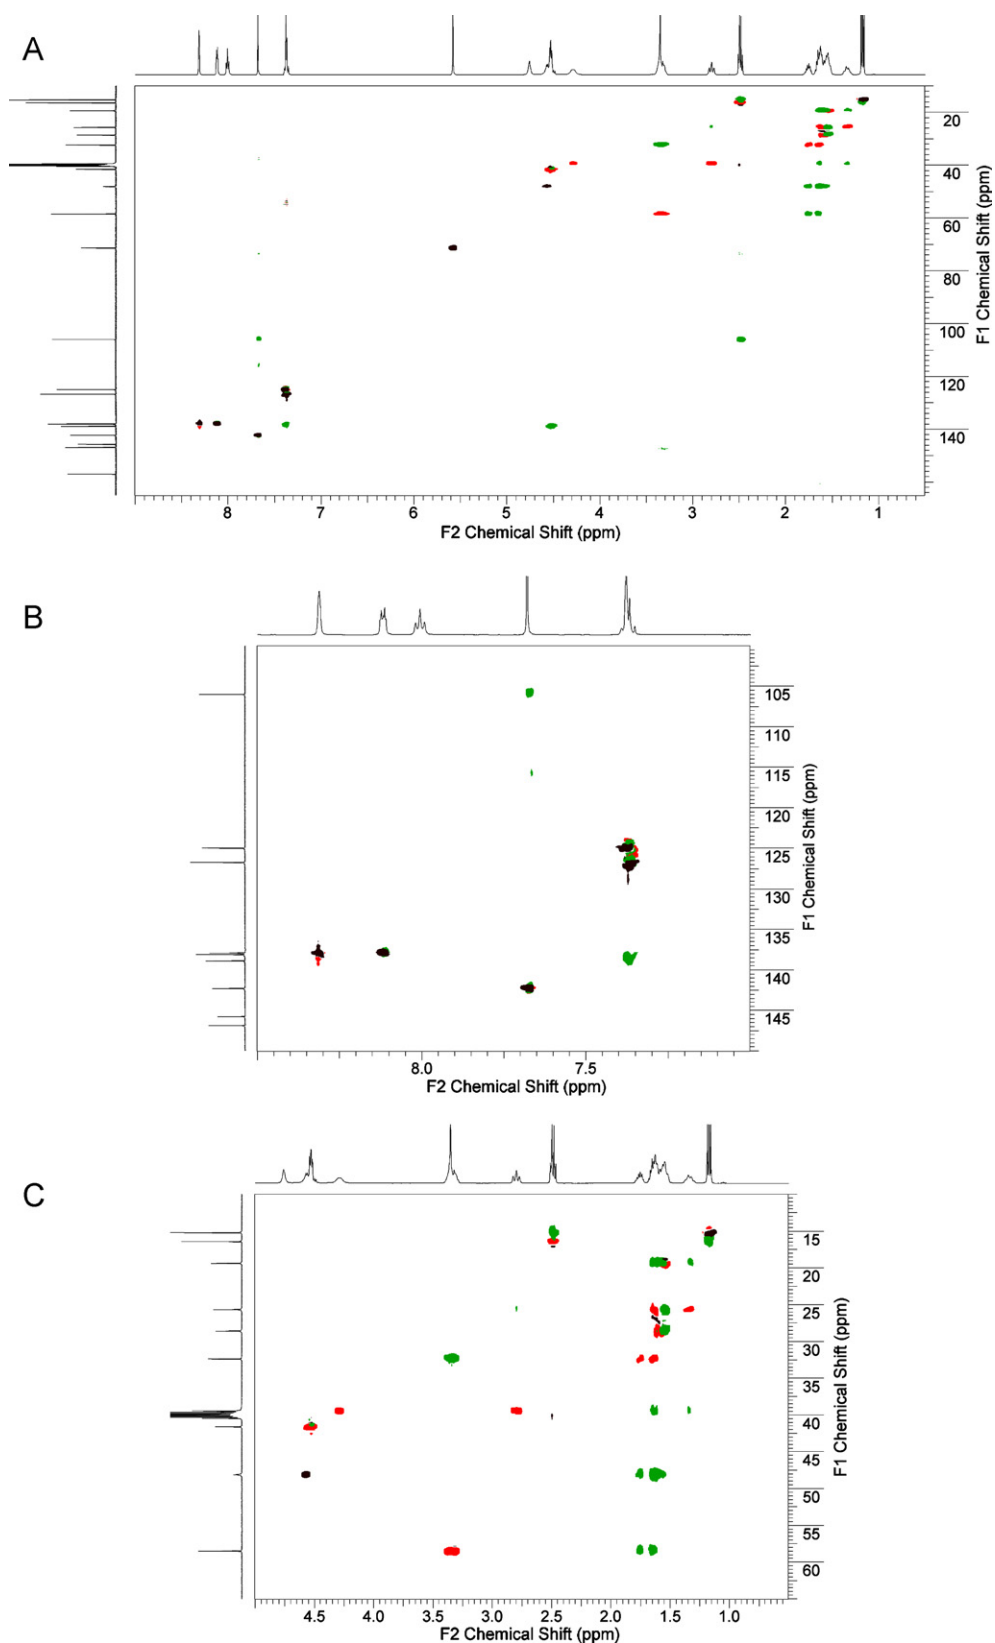 A
20
40
60
80
100
120
140
F1 Chemical Shift (ppm)
8 7 6 5 4 3 2 1
F2 Chemical Shift (ppm)
B
105
110
115
120
125
130
135
140
145
F1 Chemical Shift (ppm)
8.0 7.5
F2 Chemical Shift (ppm)
C
15
20
25
30
35
40
45
50
55
60
F1 Chemical Shift (ppm)
4.5 4.0 3.5 3.0 2.5 2.0 1.5 1.0
F2 Chemical Shift (ppm)